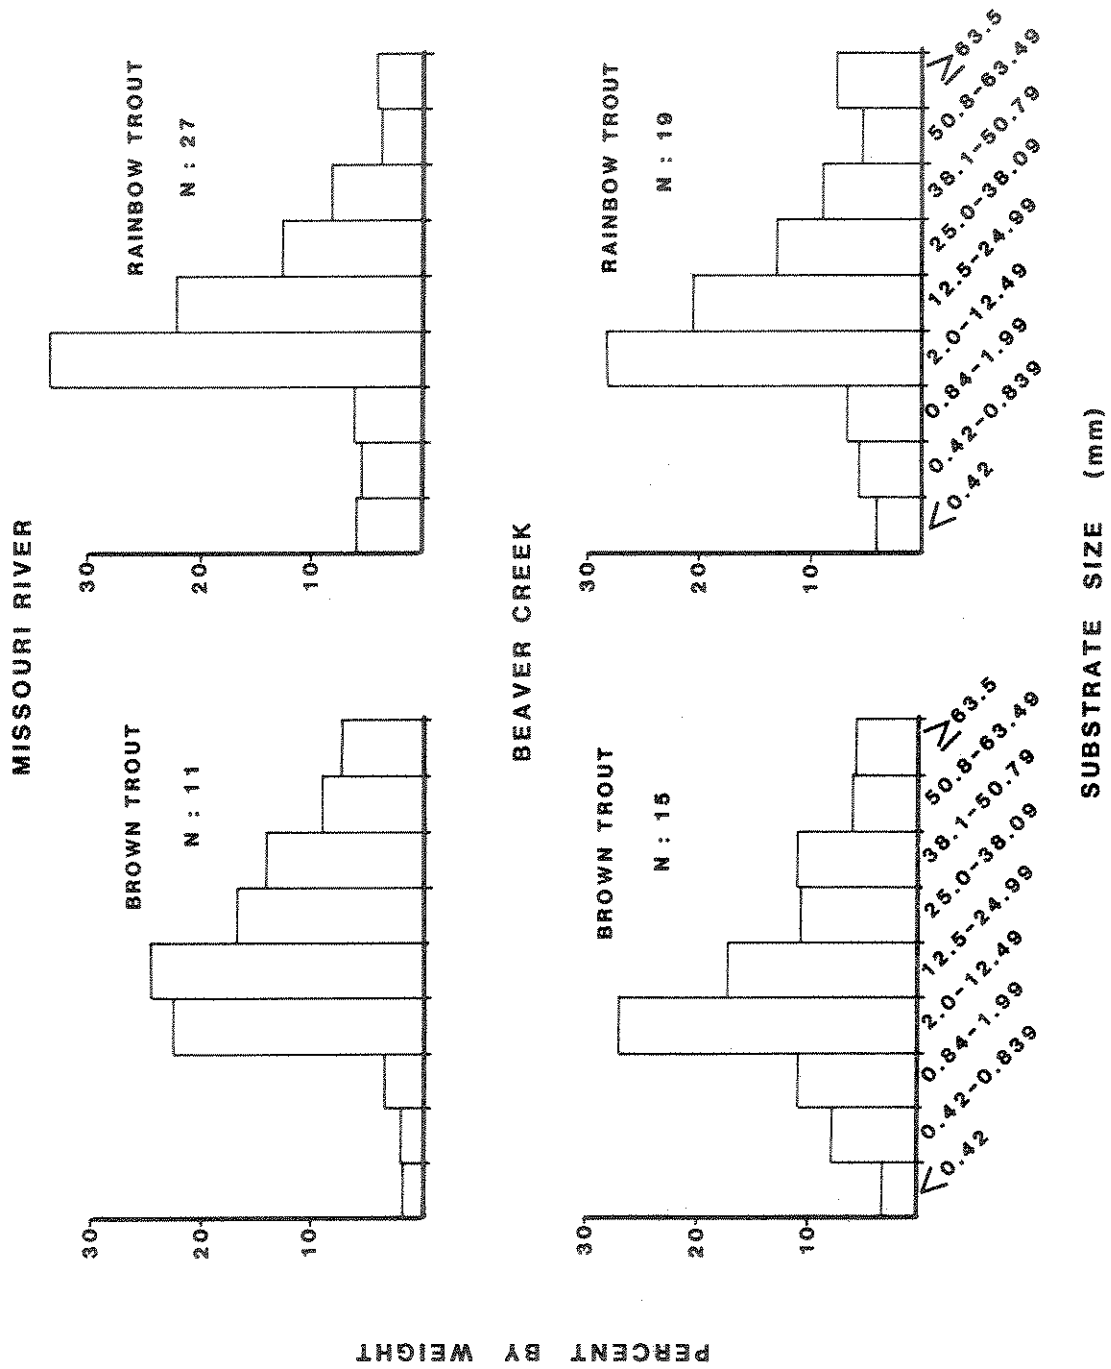 MISSOURI RIVER
BROWN TROUT
N : 11
30
20
10
RAINBOW TROUT
N : 27
30
20
10
BEAVER CREEK
BROWN TROUT
N : 15
30
20
10
<0.42
0.42-0.839
0.84-1.99
2.0-12.49
12.5-24.99
25.0-38.09
38.1-50.79
50.8-63.49
≥63.5
RAINBOW TROUT
N : 19
30
20
10
<0.42
0.42-0.839
0.84-1.99
2.0-12.49
12.5-24.99
25.0-38.09
38.1-50.79
50.8-63.49
≥63.5
PERCENT BY WEIGHT
SUBSTRATE SIZE (mm)